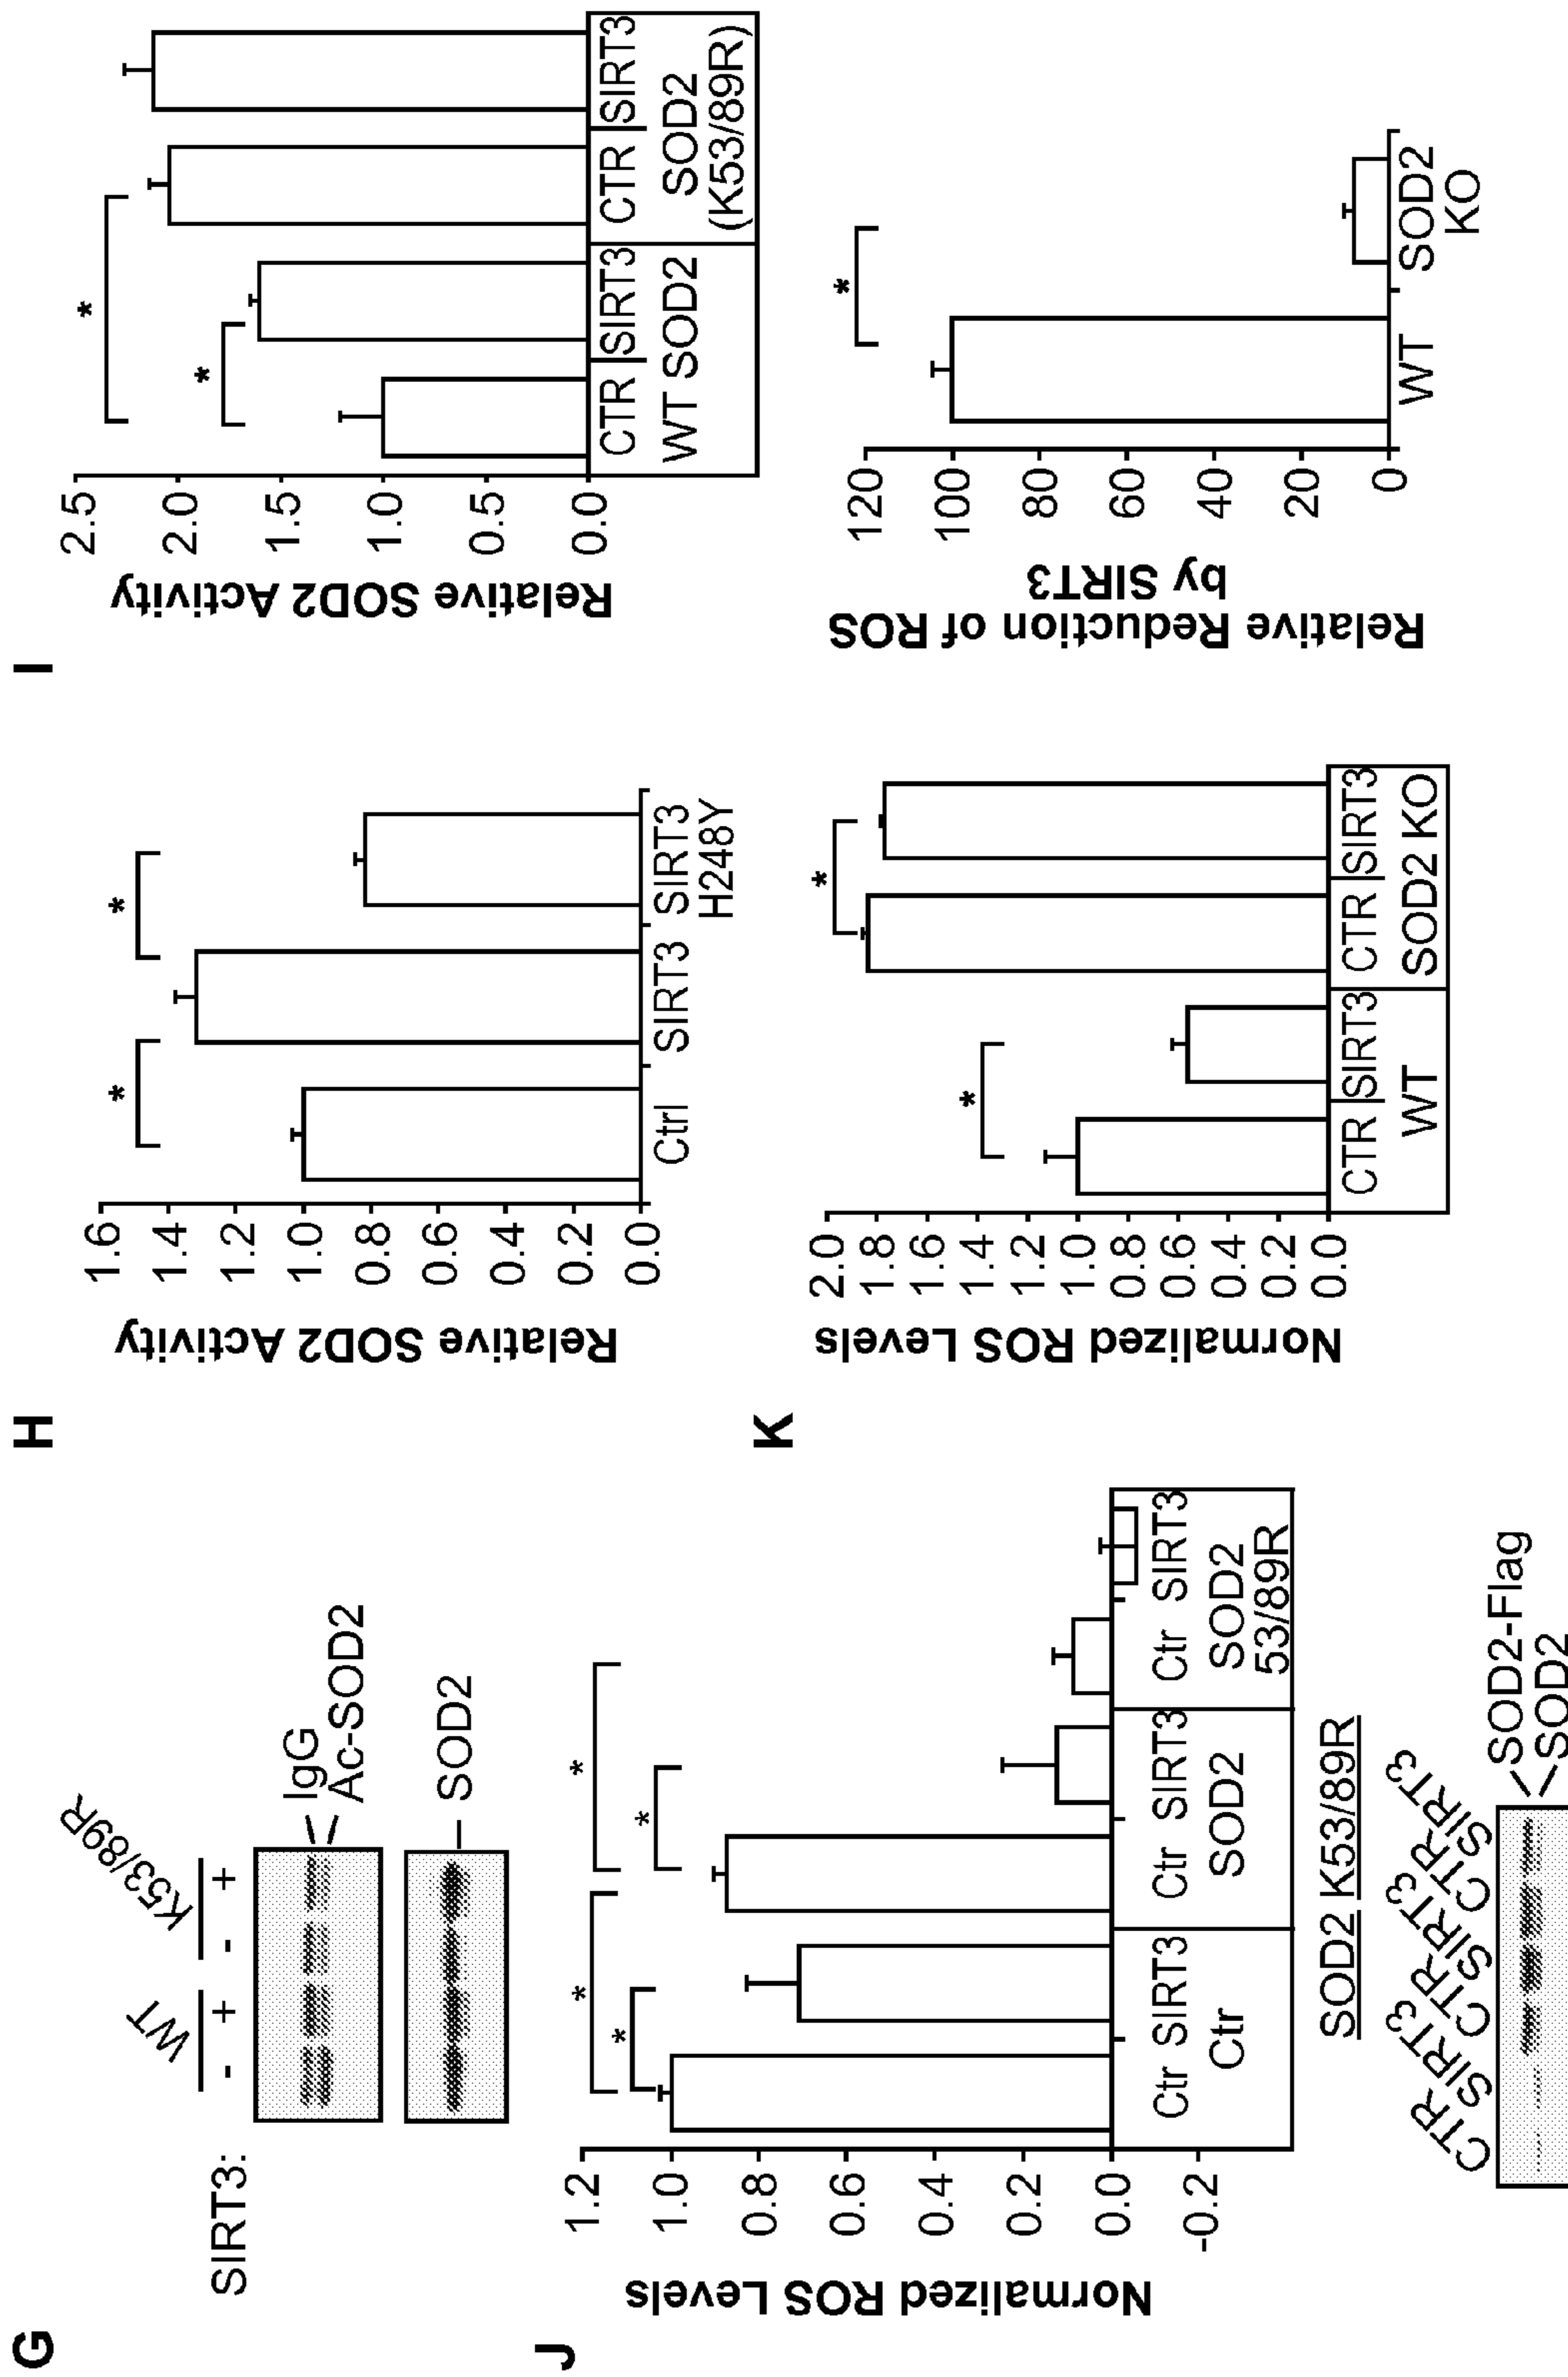 G
SIRT3:
WT
K53/89R
- + - +
IgG
Ac-SOD2
SOD2
H
Relative SOD2 Activity
1.6
1.4
1.2
1.0
0.8
0.6
0.4
0.2
0.0
* *
Ctrl SIRT3 SIRT3
H248Y
I
Relative SOD2 Activity
2.5
2.0
1.5
1.0
0.5
0.0
*
*
CTR SIRT3 CTR SIRT3
WT SOD2 SOD2
(K53/89R)
J
Normalized ROS Levels
1.2
1.0
0.8
0.6
0.4
0.2
0.0
-0.2
* *
* *
Ctr SIRT3 Ctr SIRT3 Ctr SIRT3
Ctr SOD2 SOD2
53/89R
SOD2 K53/89R
CTR SIRT3 CTR SIRT3 CTR SIRT3
SOD2-Flag
SOD2
K
Normalized ROS Levels
2.0
1.8
1.6
1.4
1.2
1.0
0.8
0.6
0.4
0.2
0.0
*
*
CTR SIRT3 CTR SIRT3
WT SOD2 KO
Relative Reduction of ROS
by SIRT3
120
100
80
60
40
20
0
*
WT SOD2
KO